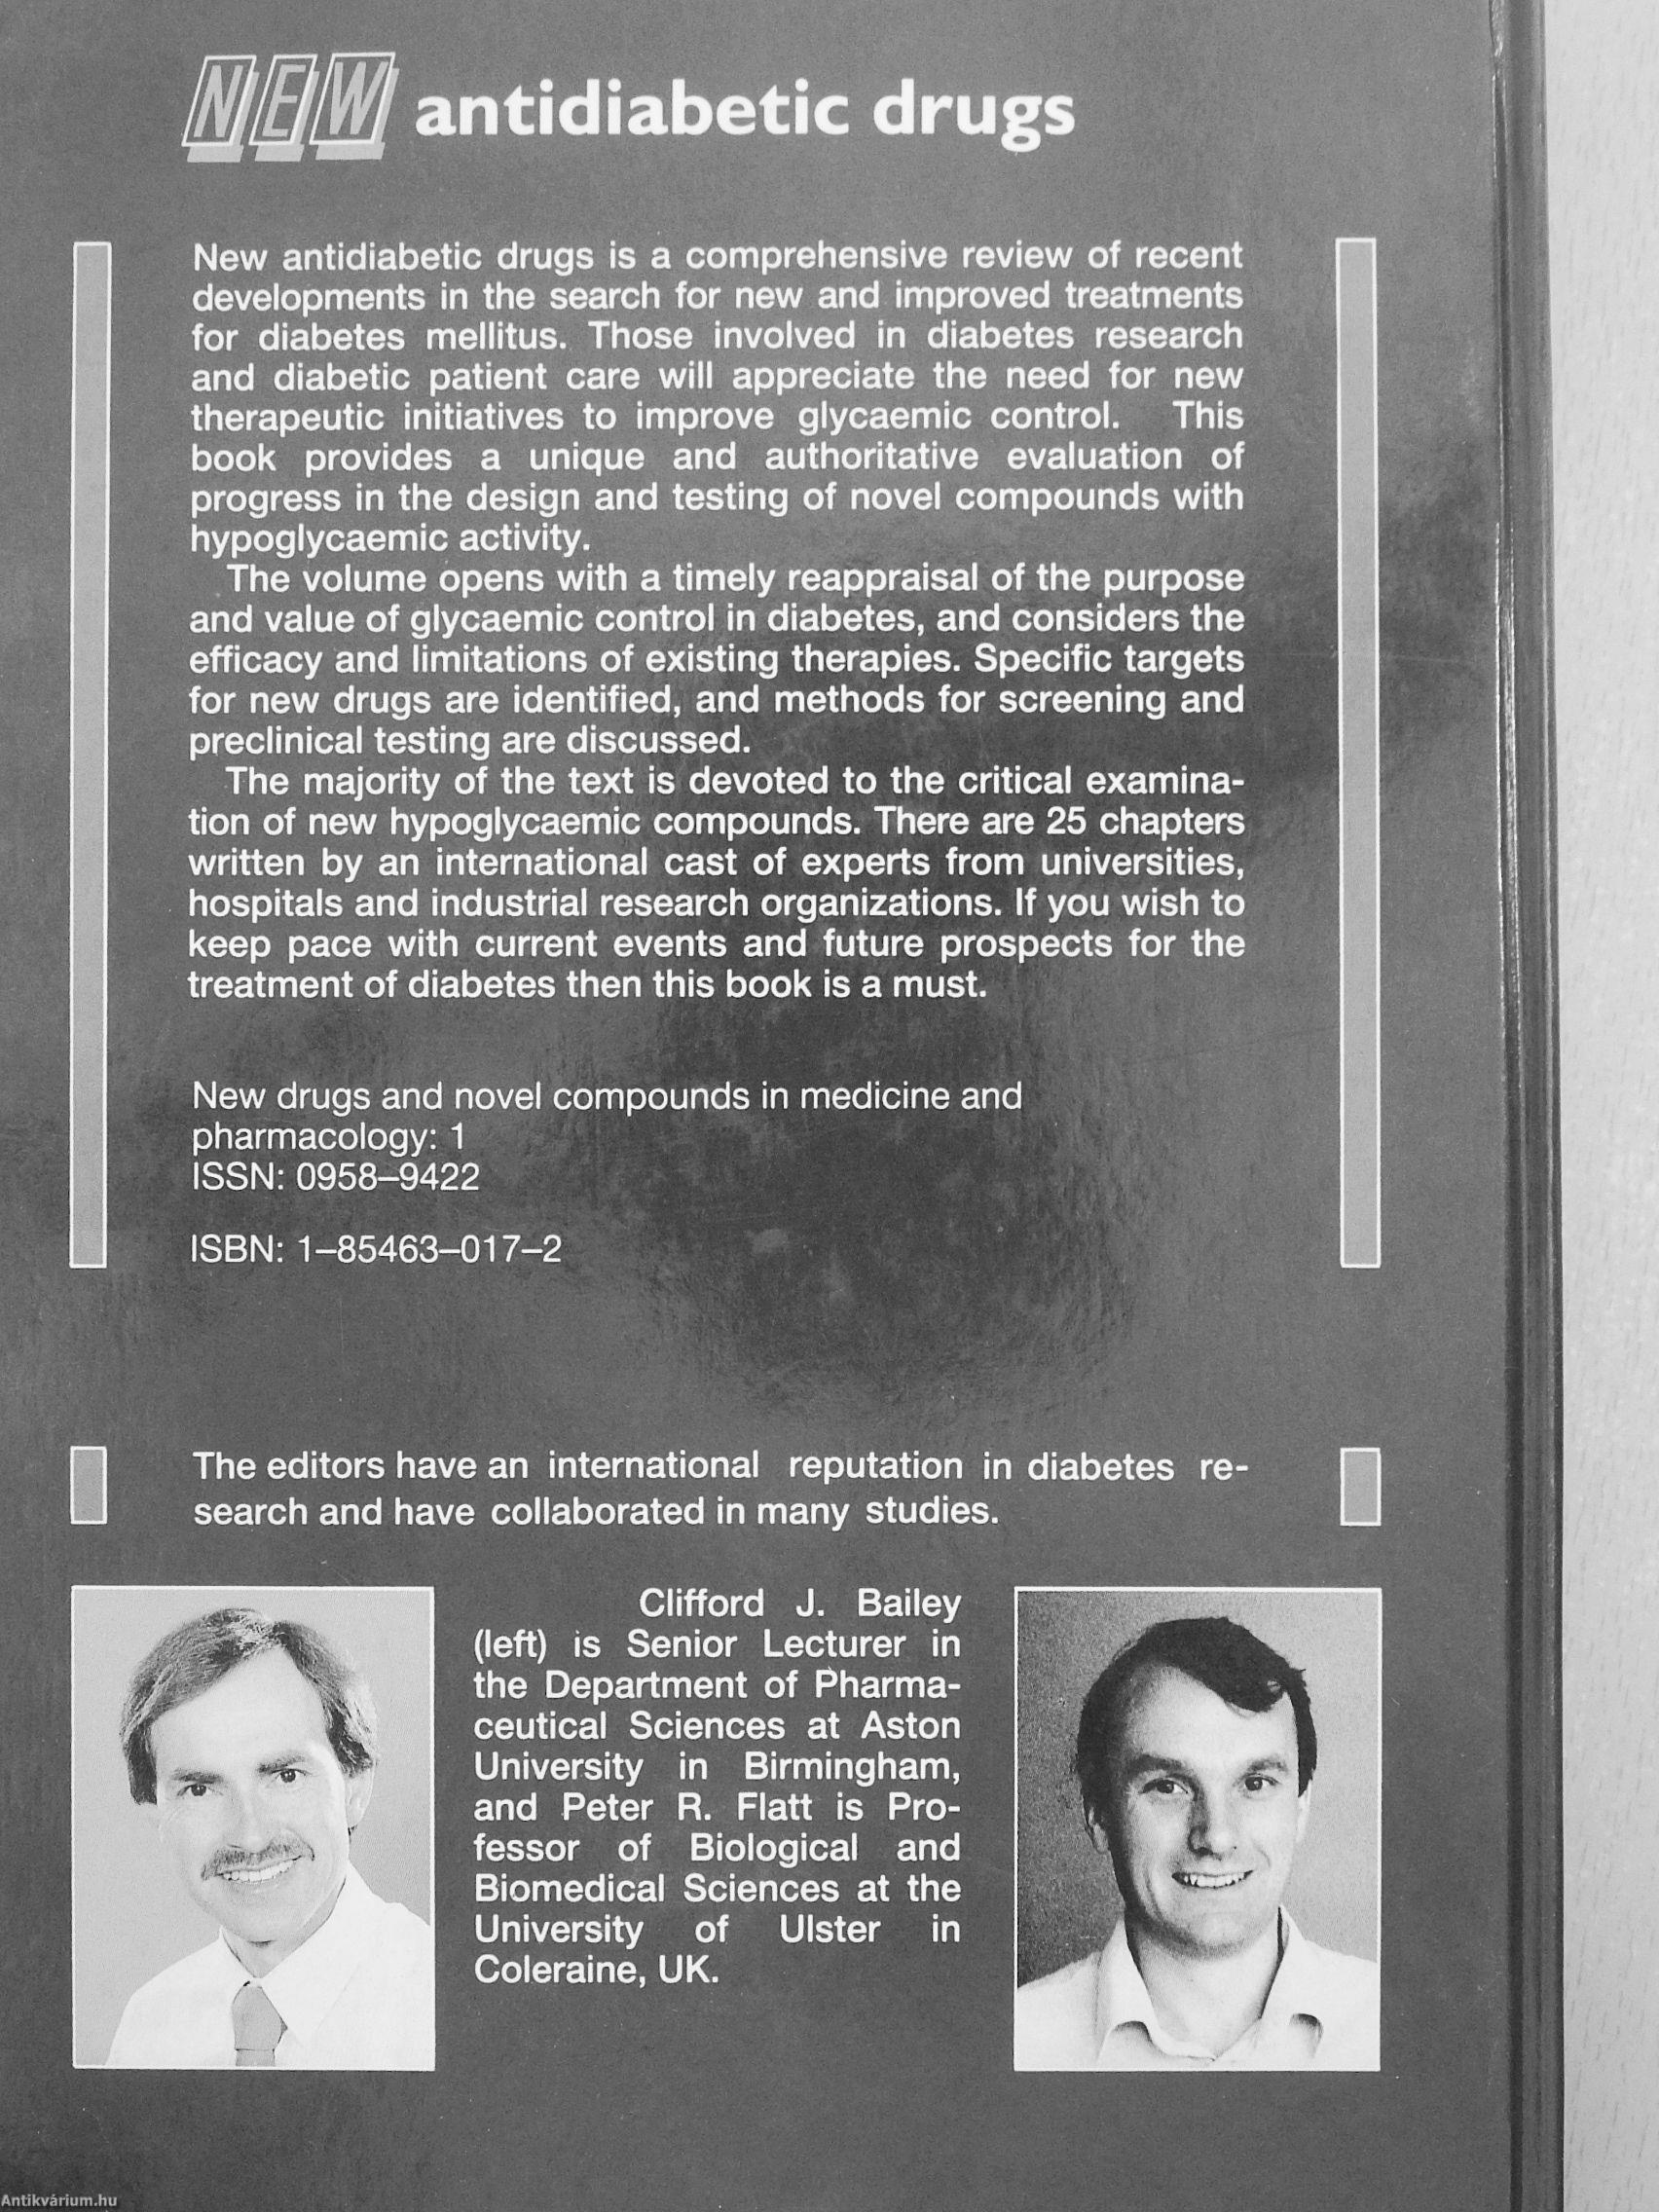 NEW antidiabetic drugs
New antidiabetic drugs is a comprehensive review of recent
developments in the search for new and improved treatments
for diabetes mellitus. Those involved in diabetes research
and diabetic patient care will appreciate the need for new
therapeutic initiatives to improve glycaemic control. This
book provides a unique and authoritative evaluation of
progress in the design and testing of novel compounds with
hypoglycaemic activity.
The volume opens with a timely reappraisal of the purpose
and value of glycaemic control in diabetes, and considers the
efficacy and limitations of existing therapies. Specific targets
for new drugs are identified, and methods for screening and
preclinical testing are discussed.
The majority of the text is devoted to the critical examina-
tion of new hypoglycaemic compounds. There are 25 chapters
written by an international cast of experts from universities,
hospitals and industrial research organizations. If you wish to
keep pace with current events and future prospects for the
treatment of diabetes then this book is a must.
New drugs and novel compounds in medicine and
pharmacology: 1
ISSN: 0958–9422
ISBN: 1–85463–017–2
The editors have an international reputation in diabetes re-
search and have collaborated in many studies.
Clifford J. Bailey
(left) is Senior Lecturer in
the Department of Pharma-
ceutical Sciences at Aston
University in Birmingham,
and Peter R. Flatt is Pro-
fessor of Biological and
Biomedical Sciences at the
University of Ulster in
Coleraine, UK.
Antikvárium.hu